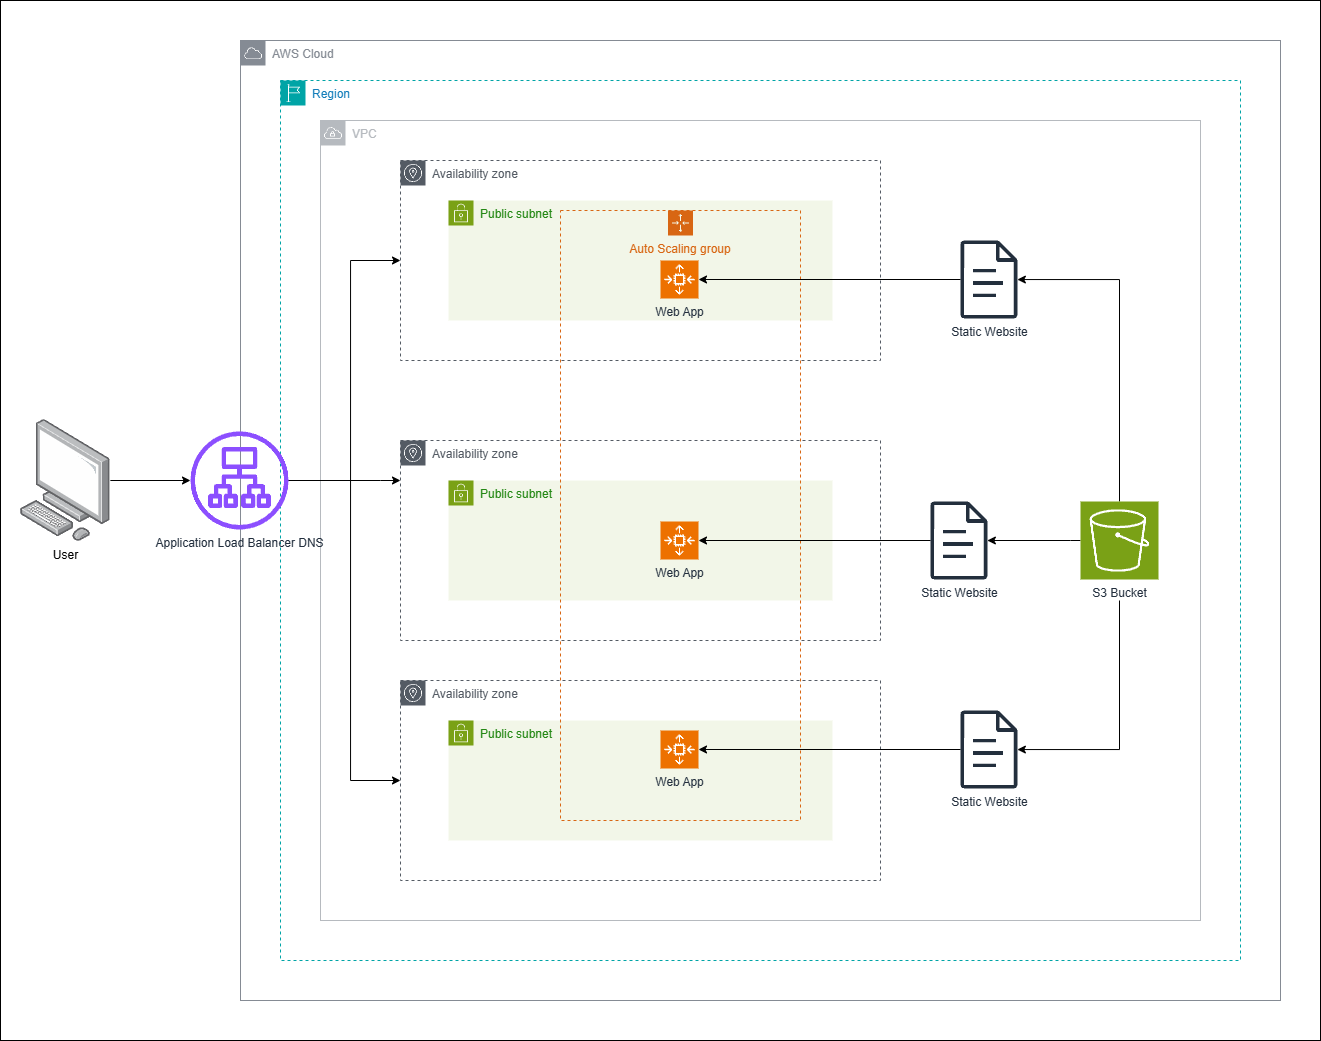 AWS Cloud
Region
VPC
Availability zone
Public subnet
Auto Scaling group
Web App
Static Website
Availability zone
Public subnet
Web App
Static Website
S3 Bucket
User
Application Load Balancer DNS
Availability zone
Public subnet
Web App
Static Website